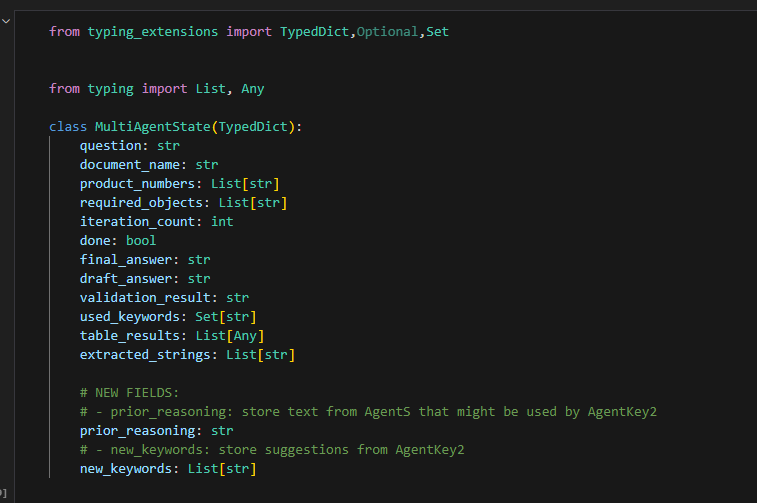 from typing_extensions import TypedDict,Optional,Set
from typing import List, Any
class MultiAgentState(TypedDict):
question: str
document_name: str
product_numbers: List[str]
required_objects: List[str]
iteration_count: int
done: bool
final_answer: str
draft_answer: str
validation_result: str
used_keywords: Set[str]
table_results: List[Any]
extracted_strings: List[str]
# NEW FIELDS:
# - prior_reasoning: store text from AgentS that might be used by AgentKey2
prior_reasoning: str
# - new_keywords: store suggestions from AgentKey2
new_keywords: List[str]